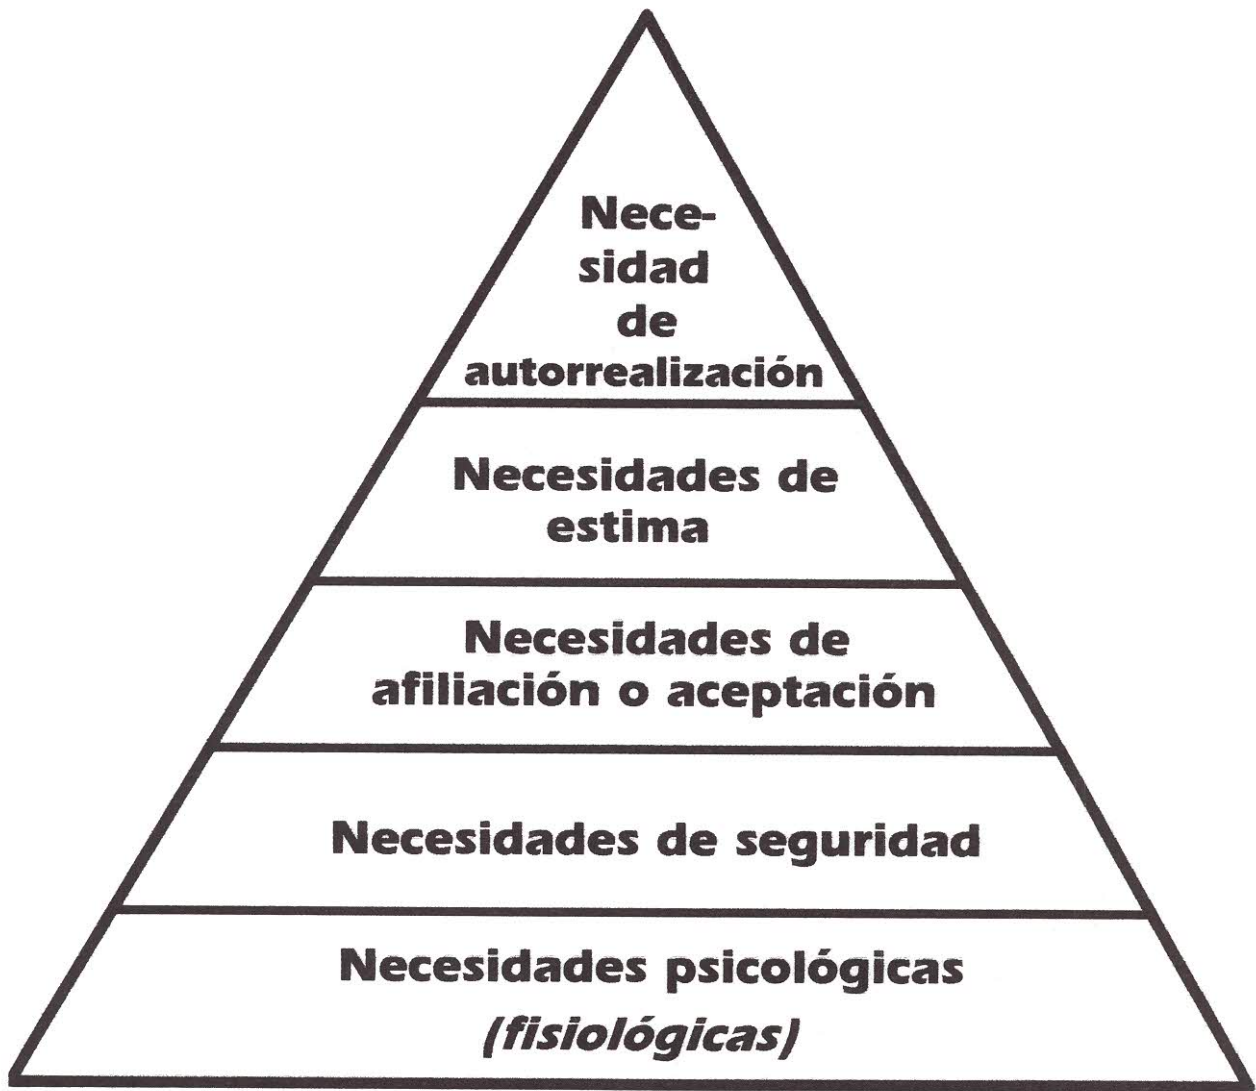 Nece-
sidad
de
autorrealización
Necesidades de
estima
Necesidades de
afiliación o aceptación
Necesidades de seguridad
Necesidades psicológicas
(fisiológicas)